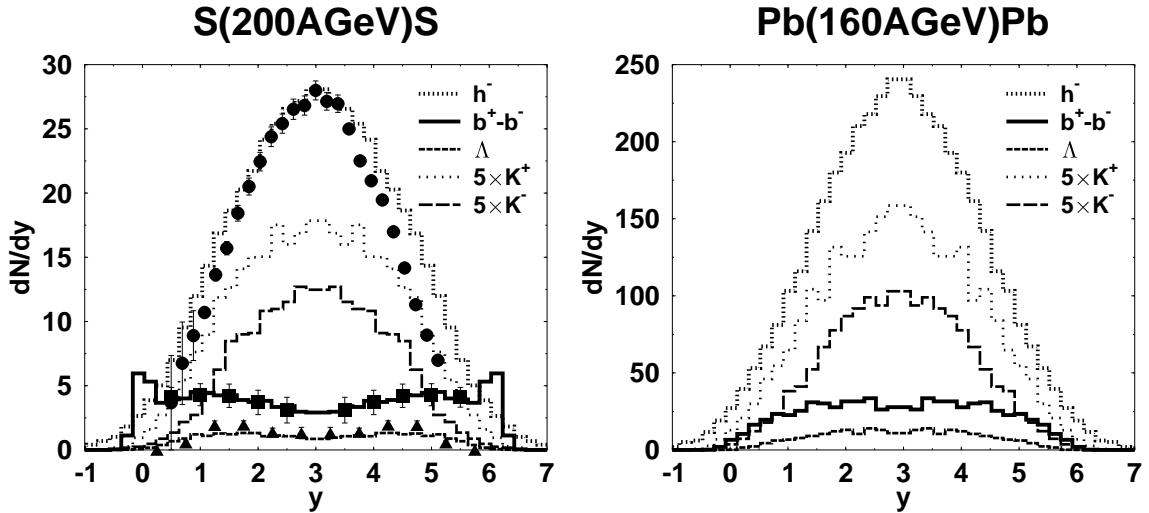 S(200AGeV)S
30
25
20
15
10
5
0
dN/dy
h⁻
b⁺-b⁻
Λ
5×K⁺
5×K⁻
-1 0 1 2 3 4 5 6 7
y
Pb(160AGeV)Pb
250
200
150
100
50
0
dN/dy
h⁻
b⁺-b⁻
Λ
5×K⁺
5×K⁻
-1 0 1 2 3 4 5 6 7
y